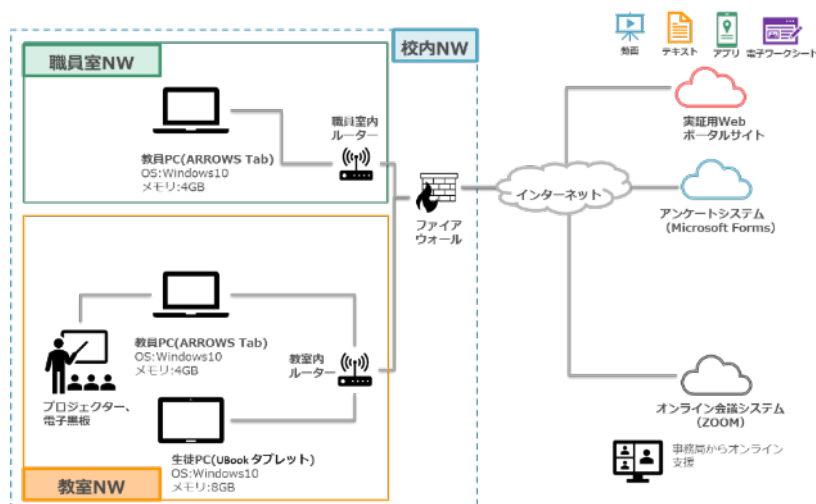 職員室NW
校内NW
動画
テキスト
アプリ
電子ワークシート
職員室内
ルーター
教員PC(ARROWS Tab)
OS:Windows10
メモリ:4GB
実証用Web
ポータルサイト
インターネット
ファイア
ウォール
アンケートシステム
(Microsoft Forms)
教員PC(ARROWS Tab)
OS:Windows10
メモリ:4GB
教室内
ルーター
プロジェクター、
電子黒板
生徒PC(UBook タブレット)
OS:Windows10
メモリ:8GB
教室NW
オンライン会議システム
(ZOOM)
事務局からオンライン
支援